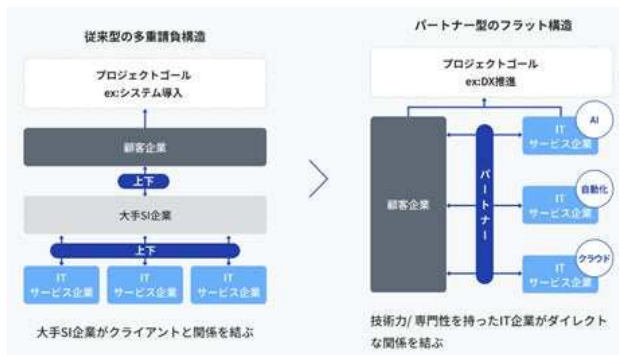 従来型の多重請負構造
プロジェクトゴール
ex:システム導入
顧客企業
上下
大手SI企業
上下
IT
サービス企業
IT
サービス企業
IT
サービス企業
大手SI企業がクライアントと関係を結ぶ
パートナー型のフラット構造
プロジェクトゴール
ex:DX推進
顧客企業
パートナー
AI
IT
サービス企業
自動化
IT
サービス企業
クラウド
IT
サービス企業
技術力/専門性を持ったIT企業がダイレクト
な関係を結ぶ